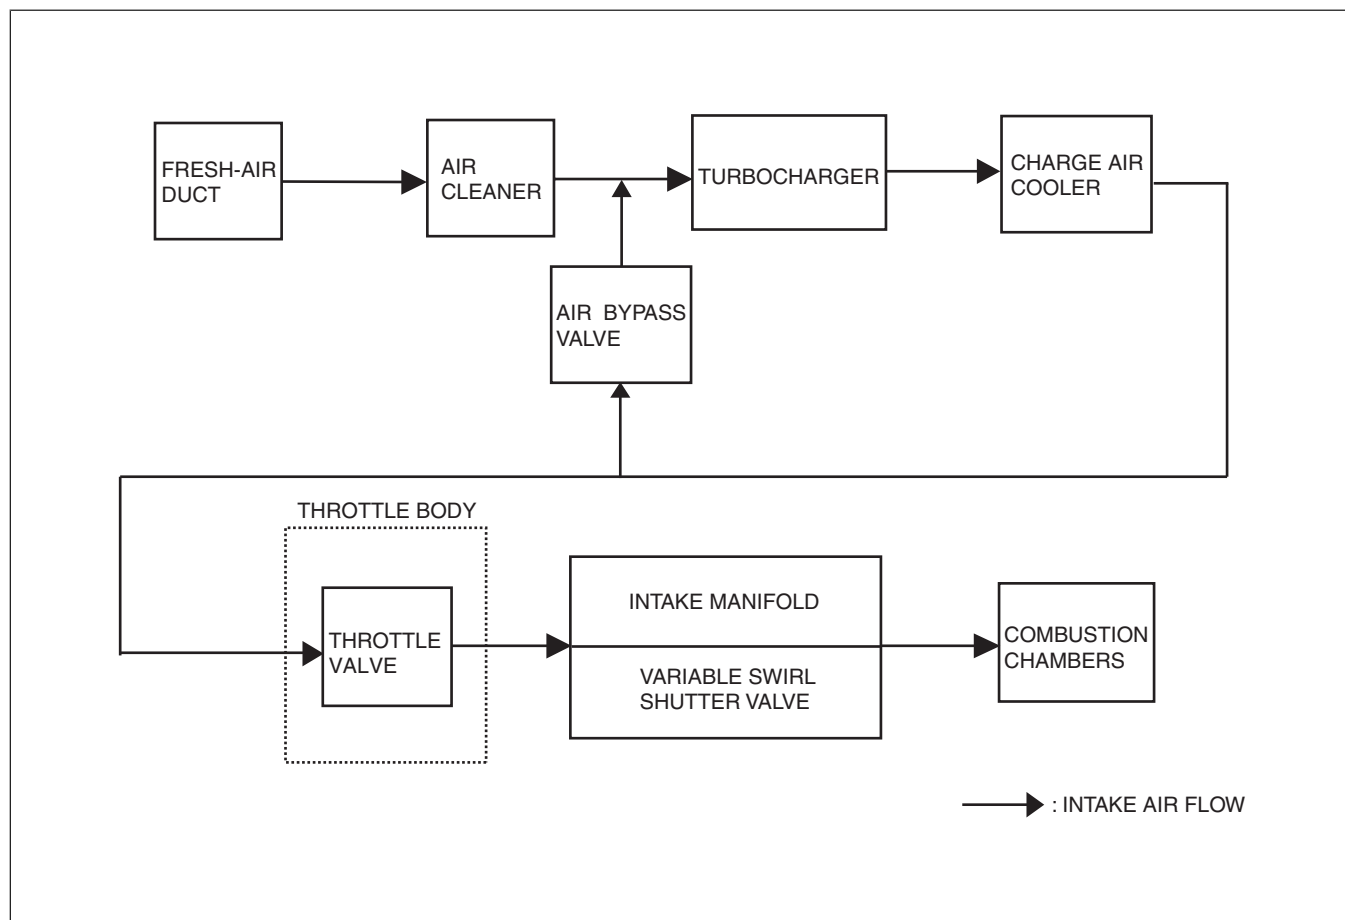 FRESH-AIR
DUCT
AIR
CLEANER
TURBOCHARGER
CHARGE AIR
COOLER
AIR BYPASS
VALVE
THROTTLE BODY
THROTTLE
VALVE
INTAKE MANIFOLD
VARIABLE SWIRL
SHUTTER VALVE
COMBUSTION
CHAMBERS
: INTAKE AIR FLOW